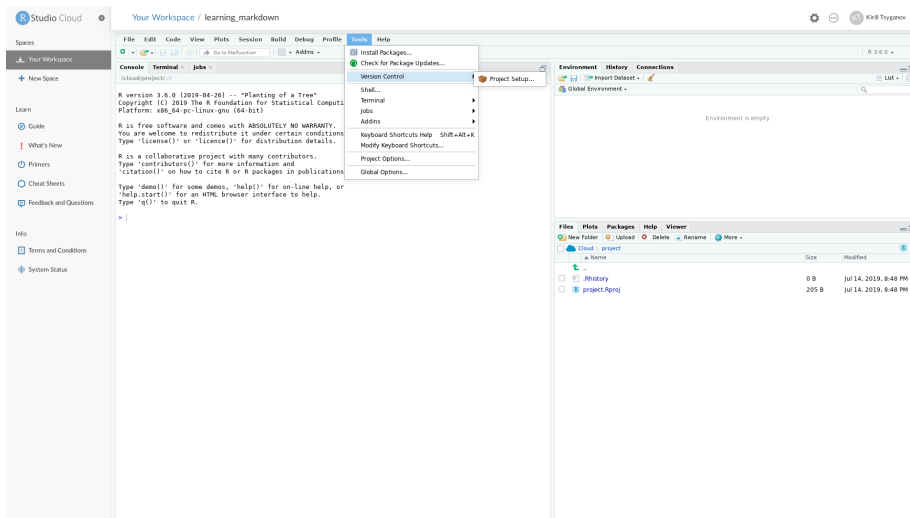 R Studio Cloud
Your Workspace / learning_markdown
Kirill Tsyganov
Spaces
Your Workspace
New Space
Learn
Guide
What's New
Primers
Cheat Sheets
Feedback and Questions
Info
Terms and Conditions
System Status
File Edit Code View Plots Session Build Debug Profile Tools Help
Go to file/function
Addins
R 3.6.0
Install Packages...
Check for Package Updates...
Version Control
Project Setup...
Shell...
Terminal
Jobs
Addins
Keyboard Shortcuts Help Shift+Alt+K
Modify Keyboard Shortcuts...
Project Options...
Global Options...
Console Terminal Jobs
/cloud/project/
R version 3.6.0 (2019-04-26) -- "Planting of a Tree"
Copyright (C) 2019 The R Foundation for Statistical Computi
Platform: x86_64-pc-linux-gnu (64-bit)
R is free software and comes with ABSOLUTELY NO WARRANTY.
You are welcome to redistribute it under certain conditions
Type 'license()' or 'licence()' for distribution details.
R is a collaborative project with many contributors.
Type 'contributors()' for more information and
'citation()' on how to cite R or R packages in publications
Type 'demo()' for some demos, 'help()' for on-line help, or
'help.start()' for an HTML browser interface to help.
Type 'q()' to quit R.
>
Environment History Connections
Import Dataset
List
Global Environment
Environment is empty
Files Plots Packages Help Viewer
New Folder Upload Delete Rename More
Cloud project
Name Size Modified
..
.Rhistory 0 B Jul 14, 2019, 8:48 PM
project.Rproj 205 B Jul 14, 2019, 8:48 PM